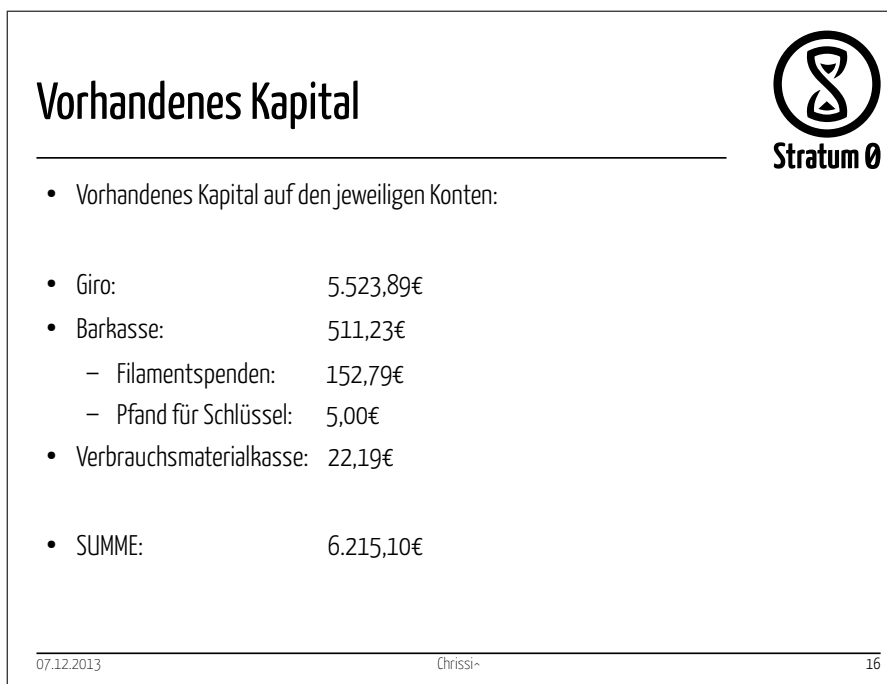 Vorhandenes Kapital
Stratum 0
• Vorhandenes Kapital auf den jeweiligen Konten:
• Giro: 5.523,89€
• Barkasse: 511,23€
– Filamentspenden: 152,79€
– Pfand für Schlüssel: 5,00€
• Verbrauchsmaterialkasse: 22,19€
• SUMME: 6.215,10€
07.12.2013 Chrissi^ 16